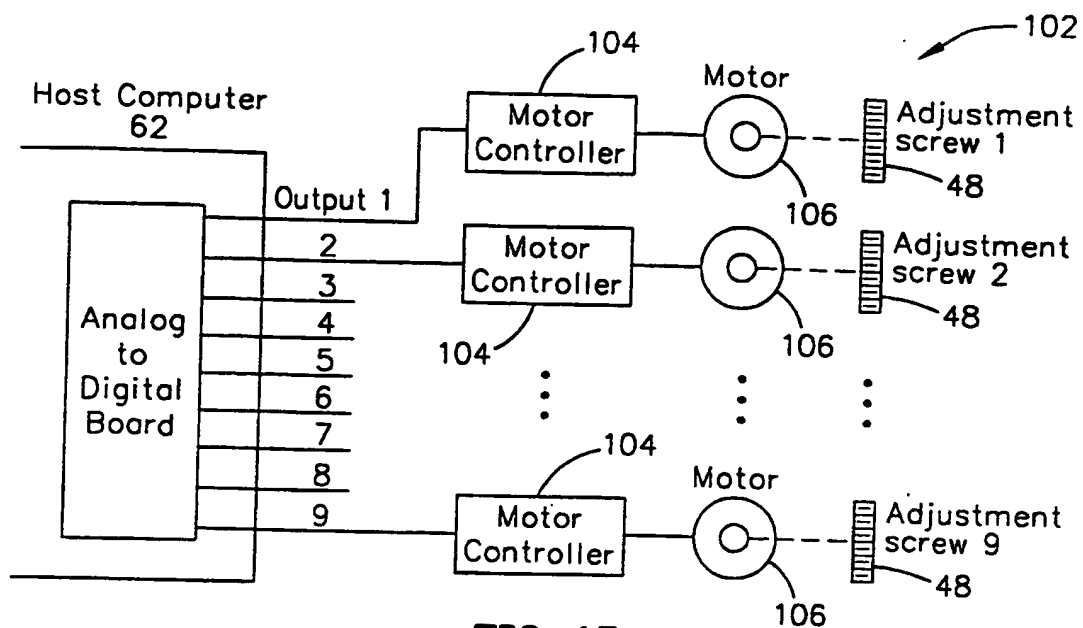 102
104
Host Computer
62
Motor
Controller
Motor
Adjustment
screw 1
48
106
Output 1
2
3
4
5
6
7
8
9
Analog
to
Digital
Board
Motor
Controller
104
106
Adjustment
screw 2
48
104
Motor
Controller
Motor
106
Adjustment
screw 9
48